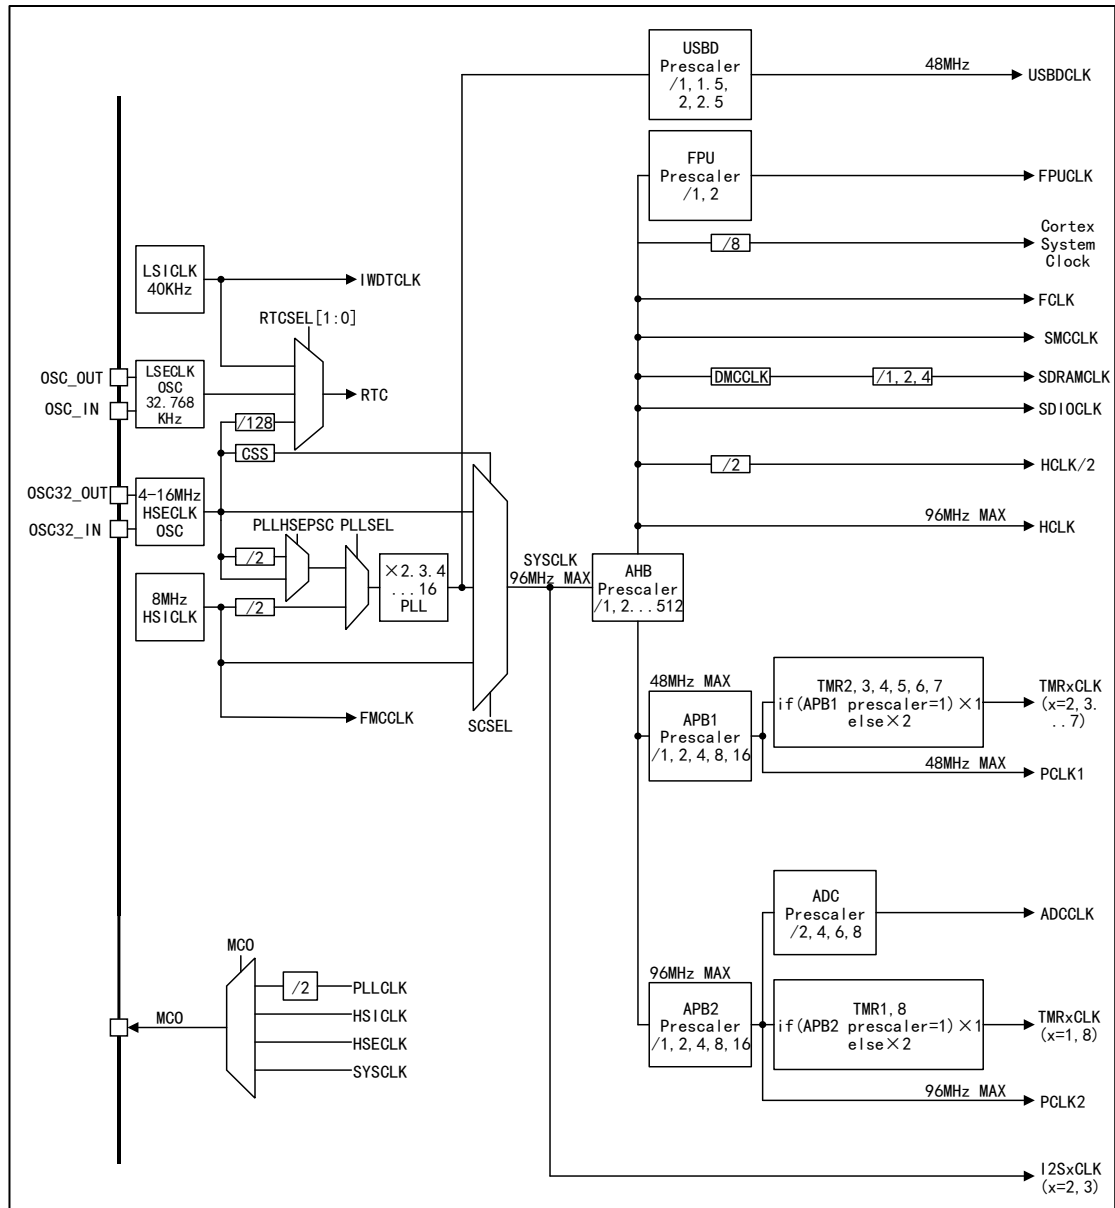 USBD
Prescaler
/1, 1.5,
2, 2.5
48MHz
USBDCLK
FPU
Prescaler
/1, 2
FPUCLK
/8
Cortex
System
Clock
LSICLK
40KHz
IWDTCLK
FCLK
RTCSEL[1:0]
SMCCLK
OSC_OUT
OSC_IN
LSECLK
OSC
32.768
KHz
RTC
DMCCLK
/1, 2, 4
SDRAMCLK
SDIOCLK
/128
CSS
/2
HCLK/2
OSC32_OUT
OSC32_IN
4-16MHz
HSECLK
OSC
96MHz MAX
HCLK
PLLHSEPSC
PLLSEL
/2
×2.3.4
...16
PLL
SYSCLK
96MHz MAX
AHB
Prescaler
/1, 2...512
8MHz
HSICLK
/2
FMCCLK
SCSEL
48MHz MAX
APB1
Prescaler
/1, 2, 4, 8, 16
TMR2, 3, 4, 5, 6, 7
if(APB1 prescaler=1)×1
else×2
TMRxCLK
(x=2, 3.
..7)
48MHz MAX
PCLK1
ADC
Prescaler
/2, 4, 6, 8
ADCCLK
MCO
/2
PLLCLK
HSICLK
HSECLK
SYSCLK
MCO
96MHz MAX
APB2
Prescaler
/1, 2, 4, 8, 16
TMR1, 8
if(APB2 prescaler=1)×1
else×2
TMRxCLK
(x=1, 8)
96MHz MAX
PCLK2
I2SxCLK
(x=2, 3)